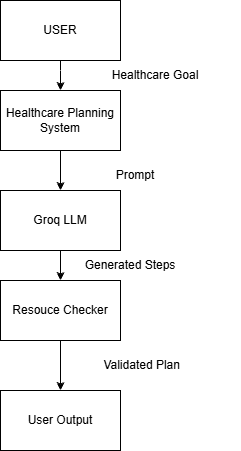 USER
Healthcare Goal
Healthcare Planning
System
Prompt
Groq LLM
Generated Steps
Resouce Checker
Validated Plan
User Output